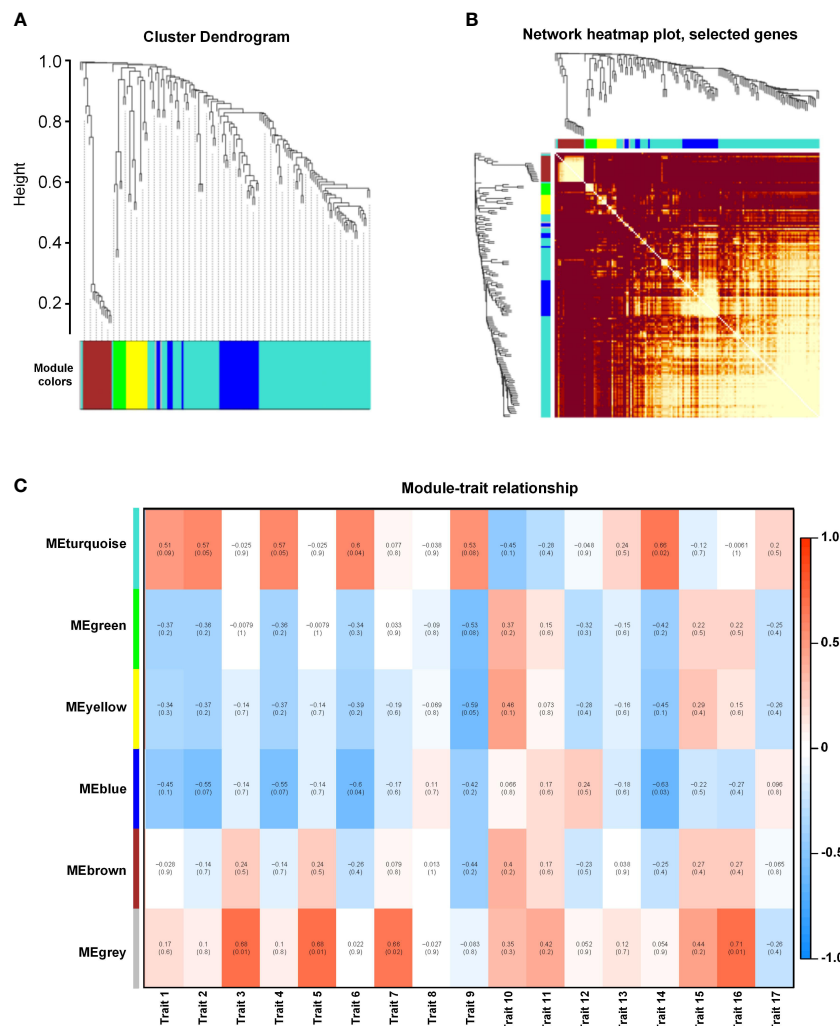 A
Cluster Dendrogram
1.0
0.8
0.6
0.4
0.2
Height
Module
colors
B
Network heatmap plot, selected genes
C
Module-trait relationship
MEturquoise
0.51 0.57 −0.025 0.57 −0.025 0.6 0.077 −0.038 0.53 −0.45 −0.28 −0.048 0.24 0.66 −0.12 −0.0061 0.2
(0.09) (0.05) (0.9) (0.05) (0.9) (0.04) (0.8) (0.9) (0.08) (0.1) (0.4) (0.9) (0.5) (0.02) (0.7) (1) (0.5)
MEgreen
−0.37 −0.36 −0.0079 −0.36 −0.0079 −0.34 0.033 −0.09 −0.53 0.37 0.15 −0.32 −0.15 −0.42 0.22 0.22 −0.25
(0.2) (0.2) (1) (0.2) (1) (0.3) (0.9) (0.8) (0.08) (0.2) (0.6) (0.3) (0.6) (0.2) (0.5) (0.5) (0.4)
MEyellow
−0.34 −0.37 −0.14 −0.37 −0.14 −0.39 −0.19 −0.069 −0.59 0.46 0.073 −0.28 −0.16 −0.45 0.29 0.15 −0.26
(0.3) (0.2) (0.7) (0.2) (0.7) (0.2) (0.6) (0.8) (0.05) (0.1) (0.8) (0.4) (0.6) (0.1) (0.4) (0.6) (0.4)
MEblue
−0.45 −0.55 −0.14 −0.55 −0.14 −0.6 −0.17 0.11 −0.42 0.066 0.17 0.24 −0.18 −0.63 −0.22 −0.27 0.096
(0.1) (0.07) (0.7) (0.07) (0.7) (0.04) (0.6) (0.7) (0.2) (0.8) (0.6) (0.5) (0.6) (0.03) (0.5) (0.4) (0.8)
MEbrown
−0.028 −0.14 0.24 −0.14 0.24 −0.26 0.079 0.013 −0.44 0.4 0.17 −0.23 0.038 −0.25 0.27 0.27 −0.065
(0.9) (0.7) (0.5) (0.7) (0.5) (0.4) (0.8) (1) (0.2) (0.2) (0.6) (0.5) (0.9) (0.4) (0.4) (0.4) (0.8)
MEgrey
0.17 0.1 0.68 0.1 0.68 0.022 0.66 −0.027 −0.083 0.35 0.42 0.052 0.12 0.054 0.44 0.71 −0.26
(0.6) (0.8) (0.01) (0.8) (0.01) (0.9) (0.02) (0.9) (0.8) (0.3) (0.2) (0.9) (0.7) (0.9) (0.2) (0.01) (0.4)
Trait 1 Trait 2 Trait 3 Trait 4 Trait 5 Trait 6 Trait 7 Trait 8 Trait 9 Trait 10 Trait 11 Trait 12 Trait 13 Trait 14 Trait 15 Trait 16 Trait 17
1.0
0.5
0
-0.5
-1.0